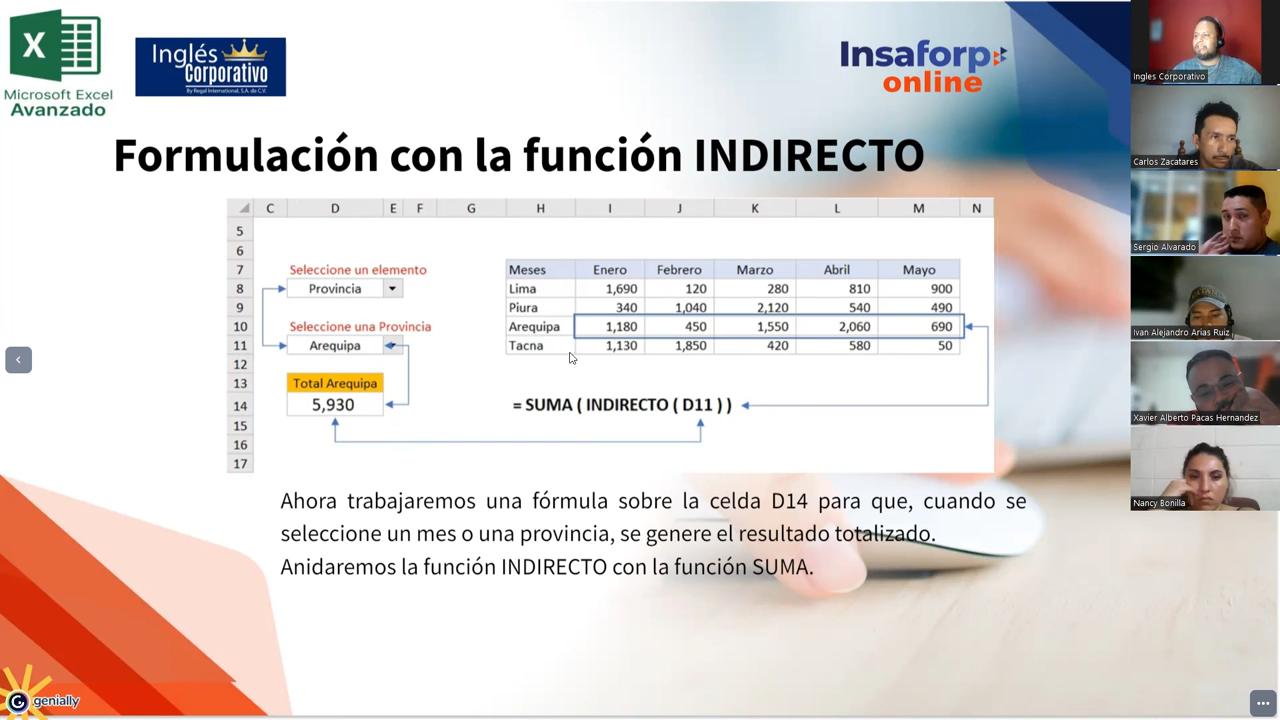 Microsoft Excel
Avanzado
Inglés
Corporativo
By Regal International, S.A. de C.V.
Insaforp
online
Formulación con la función INDIRECTO
C D E F G H I J K L M N
5
6
7 Seleccione un elemento Meses Enero Febrero Marzo Abril Mayo
8 Provincia Lima 1,690 120 280 810 900
9 Piura 340 1,040 2,120 540 490
10 Seleccione una Provincia Arequipa 1,180 450 1,550 2,060 690
11 Arequipa Tacna 1,130 1,850 420 580 50
12
13 Total Arequipa
14 5,930 = SUMA ( INDIRECTO ( D11 ) )
15
16
17
Ahora trabajaremos una fórmula sobre la celda D14 para que, cuando se
seleccione un mes o una provincia, se genere el resultado totalizado.
Anidaremos la función INDIRECTO con la función SUMA.
genially
Ingles Corporativo
Carlos Zacatares
Sergio Alvarado
Ivan Alejandro Arias Ruiz
Xavier Alberto Pacas Hernandez
Nancy Bonilla